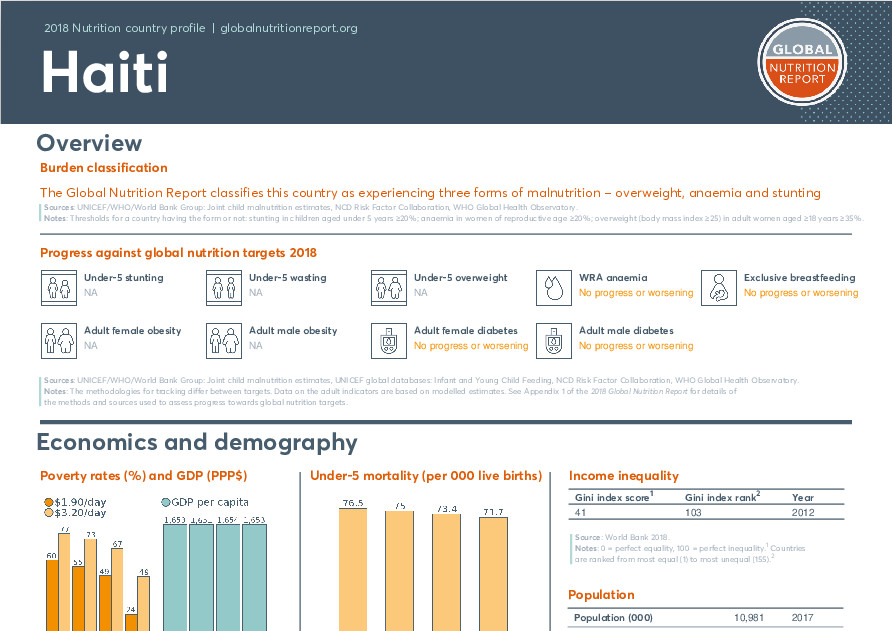 2018 Nutrition country profile | globalnutritionreport.org
Haiti
GLOBAL
NUTRITION
REPORT
Overview
Burden classification
The Global Nutrition Report classifies this country as experiencing three forms of malnutrition – overweight, anaemia and stunting
Sources: UNICEF/WHO/World Bank Group: Joint child malnutrition estimates, NCD Risk Factor Collaboration, WHO Global Health Observatory.
Notes: Thresholds for a country having the form or not: stunting in children aged under 5 years ≥20%; anaemia in women of reproductive age ≥20%; overweight (body mass index ≥25) in adult women aged ≥18 years ≥35%.
Progress against global nutrition targets 2018
Under-5 stunting
NA
Under-5 wasting
NA
Under-5 overweight
NA
WRA anaemia
No progress or worsening
Exclusive breastfeeding
No progress or worsening
Adult female obesity
NA
Adult male obesity
NA
Adult female diabetes
No progress or worsening
Adult male diabetes
No progress or worsening
Sources: UNICEF/WHO/World Bank Group: Joint child malnutrition estimates, UNICEF global databases: Infant and Young Child Feeding, NCD Risk Factor Collaboration, WHO Global Health Observatory.
Notes: The methodologies for tracking differ between targets. Data on the adult indicators are based on modelled estimates. See Appendix 1 of the 2018 Global Nutrition Report for details of
the methods and sources used to assess progress towards global nutrition targets.
Economics and demography
Poverty rates (%) and GDP (PPP$)
$1.90/day
$3.20/day
GDP per capita
60 77 55 73 49 67 24 48
1,653 1,651 1,654 1,653
Under-5 mortality (per 000 live births)
76.5 75 73.4 71.7
Income inequality
Gini index score1 Gini index rank2 Year
41 103 2012
Source: World Bank 2018.
Notes: 0 = perfect equality, 100 = perfect inequality.1 Countries
are ranked from most equal (1) to most unequal (155).2
Population
Population (000) 10,981 2017